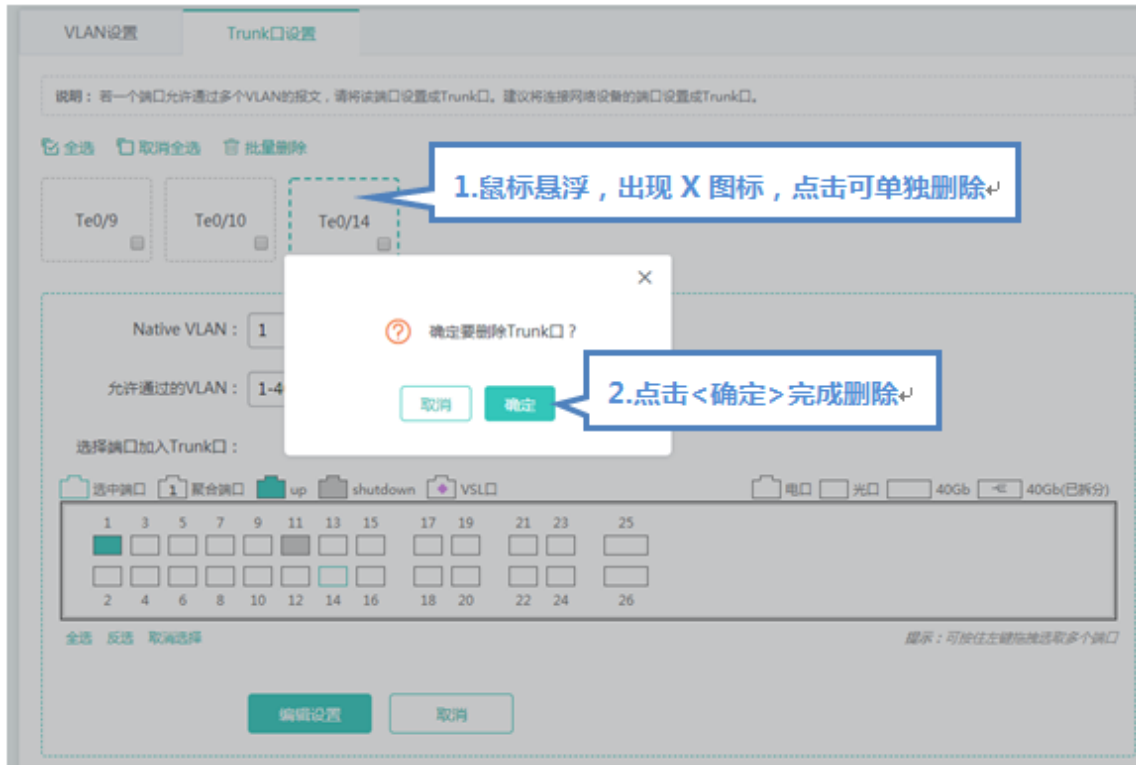 VLAN设置 Trunk口设置
说明：若一个端口允许通过多个VLAN的报文，请将该端口设置成Trunk口。建议将连接网络设备的端口设置成Trunk口。
全选 取消全选 批量删除
1.鼠标悬浮，出现 X 图标，点击可单独删除↵
Te0/9 Te0/10 Te0/14
×
Native VLAN： 1
确定要删除Trunk口？
允许通过的VLAN： 1-4
取消 确定
2.点击<确定>完成删除↵
选择端口加入Trunk口：
选中端口 1 聚合端口 up shutdown VSL口 电口 光口 40Gb 40Gb(已拆分)
1 3 5 7 9 11 13 15 17 19 21 23 25
2 4 6 8 10 12 14 16 18 20 22 24 26
全选 反选 取消选择 提示：可按住左键拖拽选取多个端口
编辑设置 取消